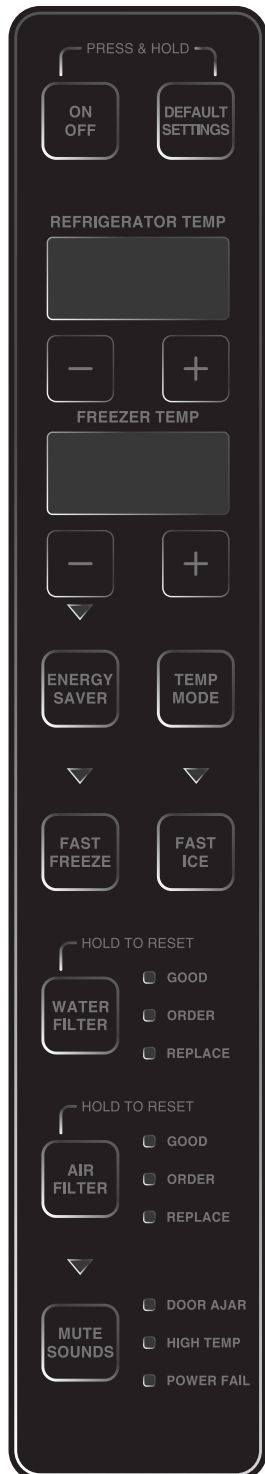 PRESS & HOLD
ON
OFF
DEFAULT
SETTINGS
REFRIGERATOR TEMP
− +
FREEZER TEMP
− +
ENERGY
SAVER
TEMP
MODE
FAST
FREEZE
FAST
ICE
HOLD TO RESET
WATER
FILTER
GOOD
ORDER
REPLACE
HOLD TO RESET
AIR
FILTER
GOOD
ORDER
REPLACE
MUTE
SOUNDS
DOOR AJAR
HIGH TEMP
POWER FAIL